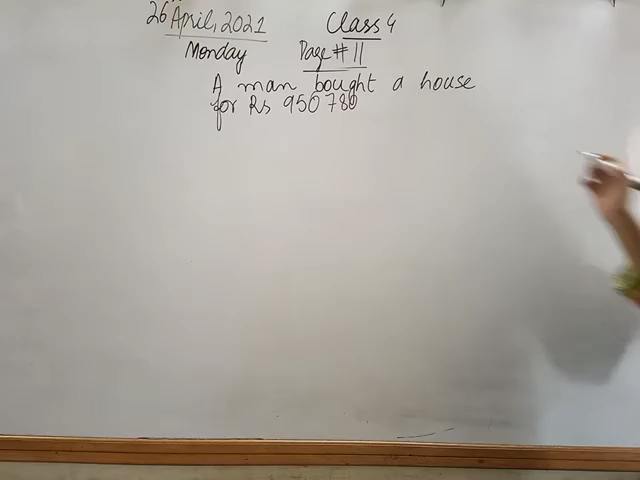 26 April, 2021
Class 4
Monday
Page # 11
A man bought a house
for Rs 950 780